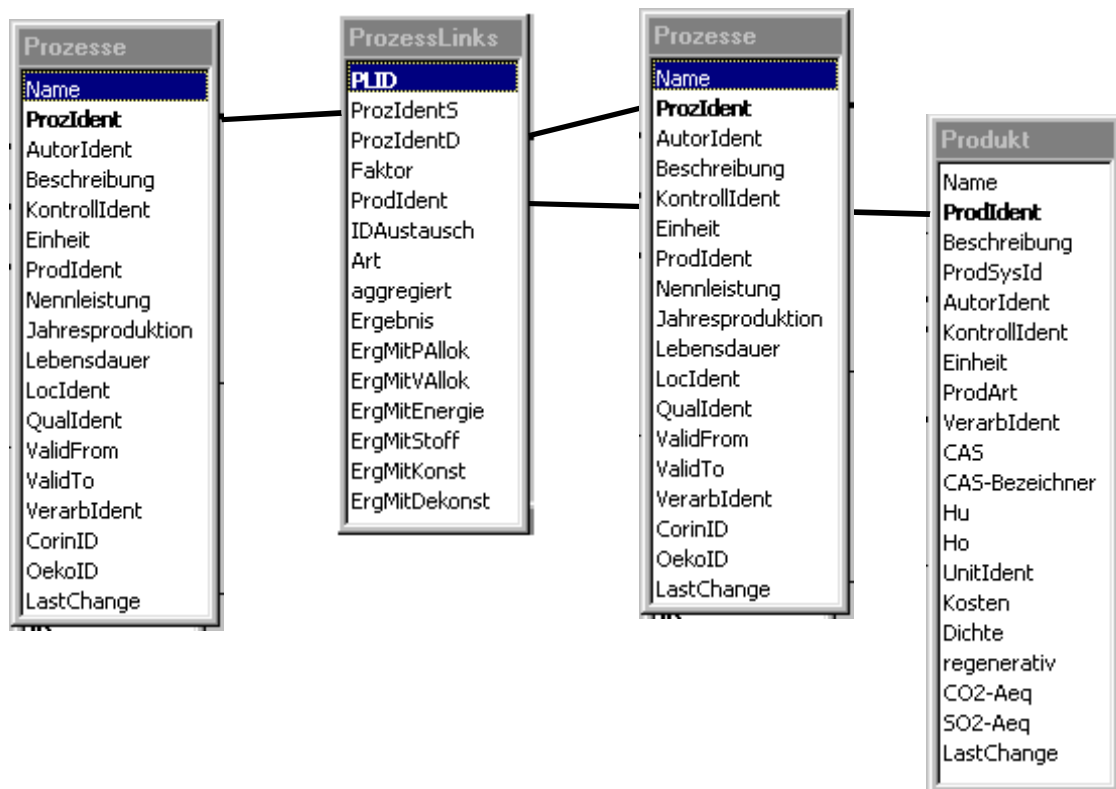 Prozesse
Name
ProzIdent
AutorIdent
Beschreibung
KontrollIdent
Einheit
ProdIdent
Nennleistung
Jahresproduktion
Lebensdauer
LocIdent
QualIdent
ValidFrom
ValidTo
VerarbIdent
CorinID
OekoID
LastChange
ProzessLinks
PLID
ProzIdentS
ProzIdentD
Faktor
ProdIdent
IDAustausch
Art
aggregiert
Ergebnis
ErgMitPAllok
ErgMitVAllok
ErgMitEnergie
ErgMitStoff
ErgMitKonst
ErgMitDekonst
Prozesse
Name
ProzIdent
AutorIdent
Beschreibung
KontrollIdent
Einheit
ProdIdent
Nennleistung
Jahresproduktion
Lebensdauer
LocIdent
QualIdent
ValidFrom
ValidTo
VerarbIdent
CorinID
OekoID
LastChange
Produkt
Name
ProdIdent
Beschreibung
ProdSysId
AutorIdent
KontrollIdent
Einheit
ProdArt
VerarbIdent
CAS
CAS-Bezeichner
Hu
Ho
UnitIdent
Kosten
Dichte
regenerativ
CO2-Aeq
SO2-Aeq
LastChange